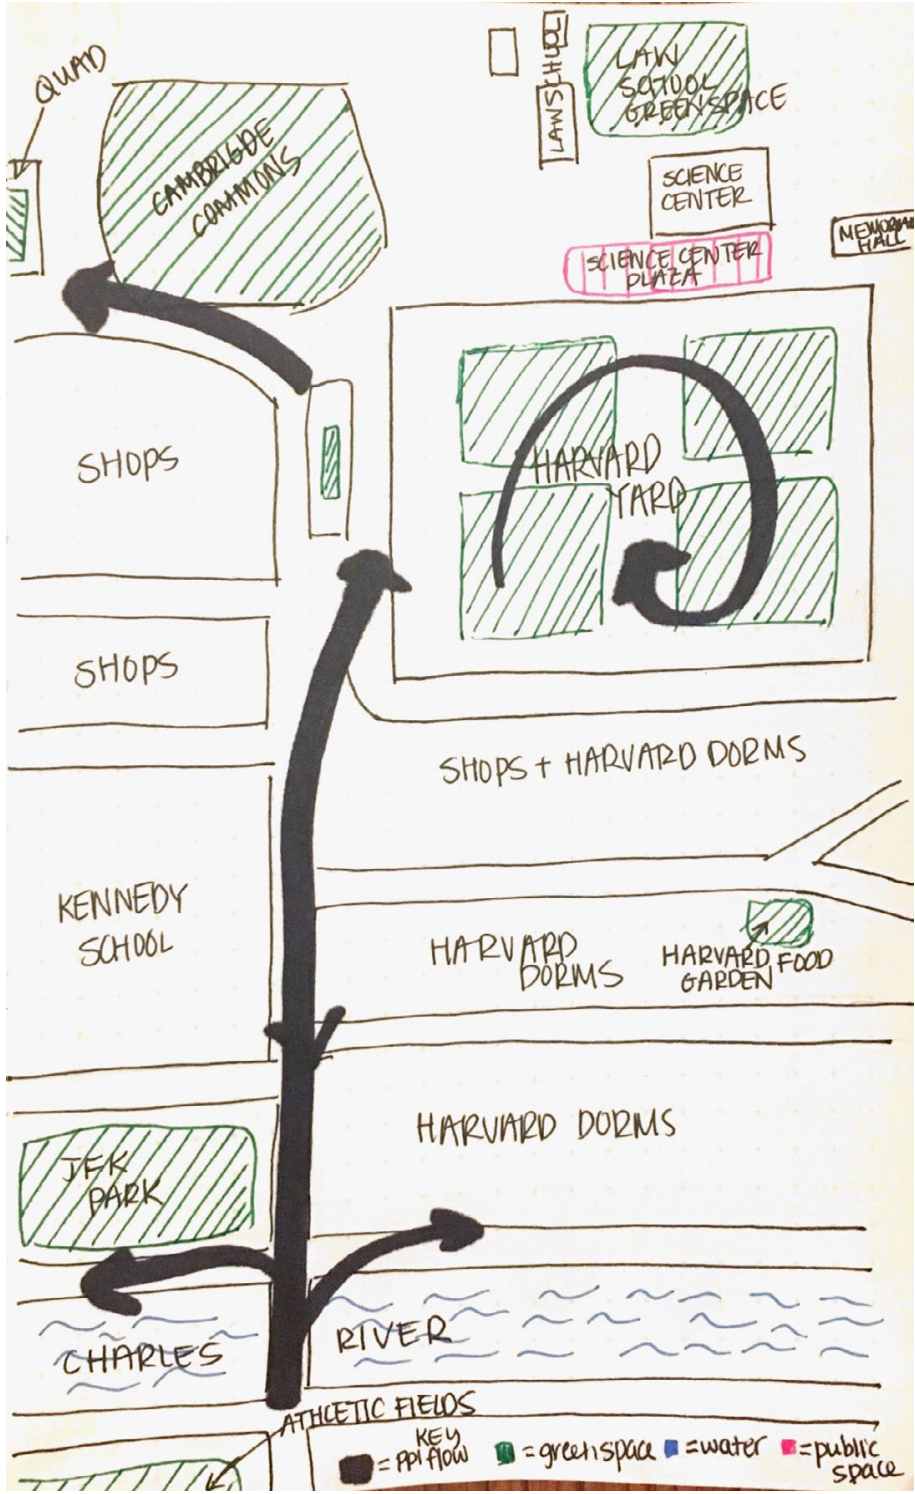 QUAD
CAMBRIGDE
COMMONS
LAW SCHOOL
LAW
SCHOOL
GREENSPACE
SCIENCE
CENTER
MEMORIAL
HALL
SCIENCE CENTER
PLAZA
SHOPS
HARVARD
YARD
SHOPS
SHOPS + HARVARD DORMS
KENNEDY
SCHOOL
HARVARD
DORMS
HARVARD FOOD
GARDEN
HARVARD DORMS
JFK
PARK
CHARLES RIVER
ATHLETIC FIELDS
KEY
= PPl flow
= greenspace
= water
= public
space